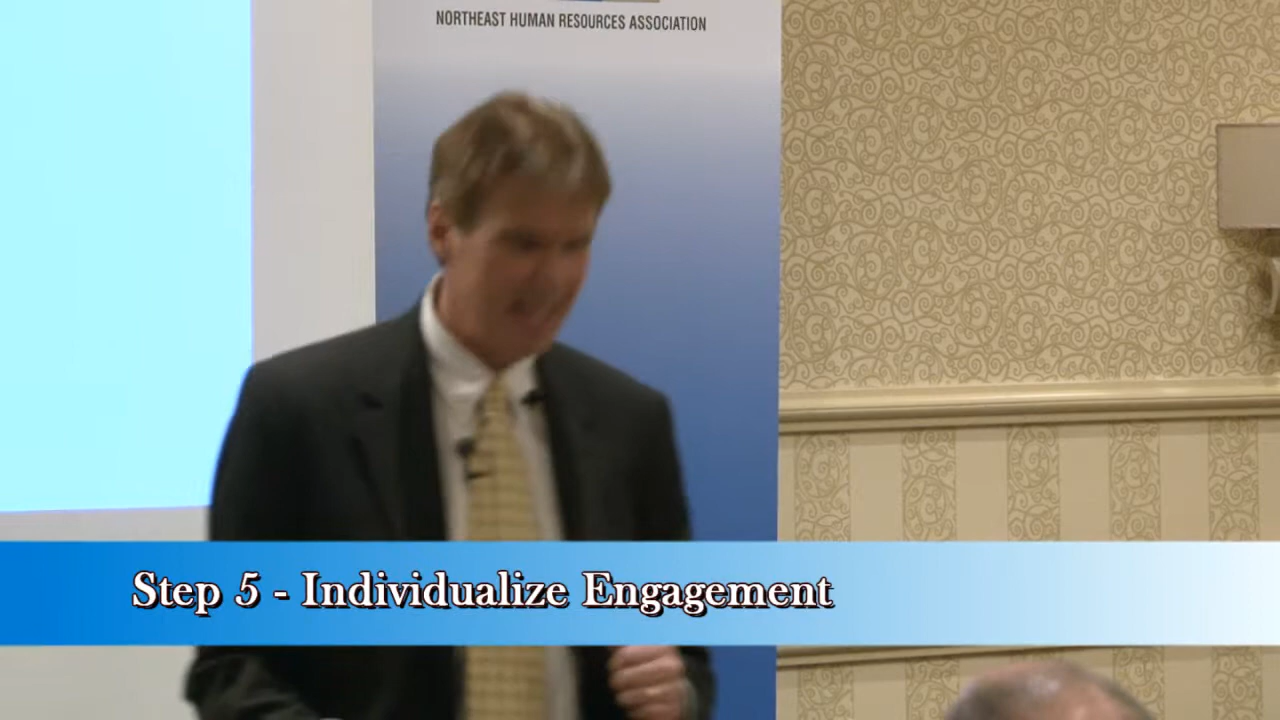 NORTHEAST HUMAN RESOURCES ASSOCIATION
Step 5 - Individualize Engagement